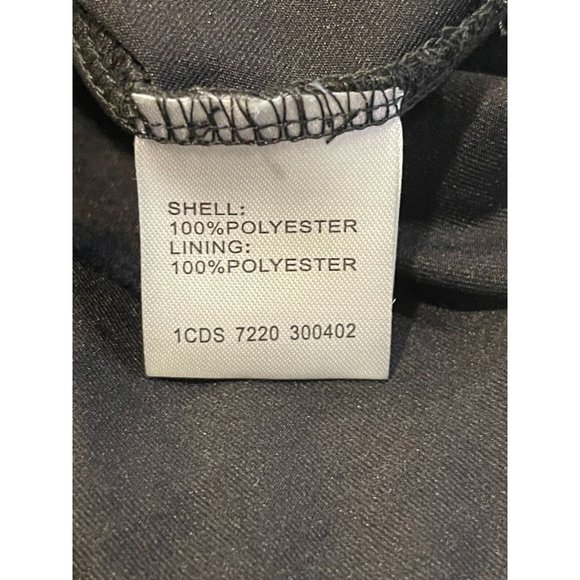 SHELL:
100%POLYESTER
LINING:
100%POLYESTER
1CDS 7220 300402